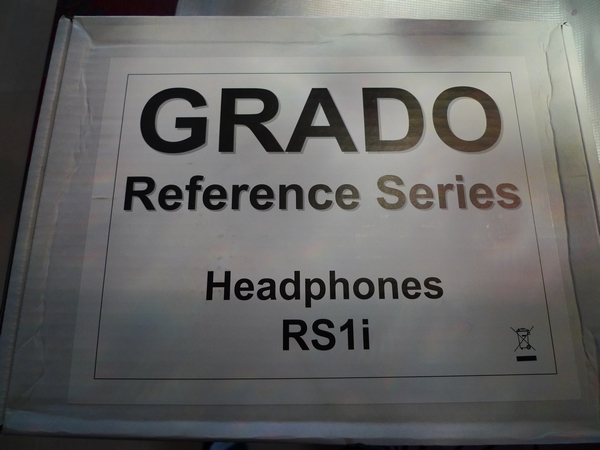 GRADO
Reference Series
Headphones
RS1i